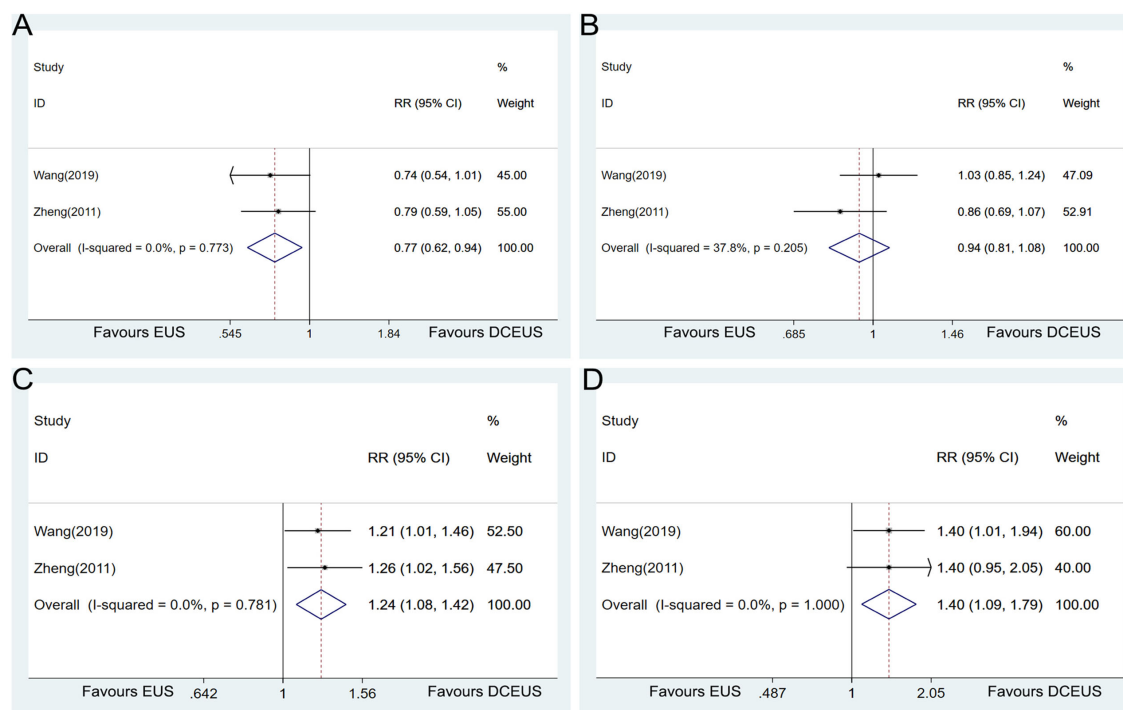 A
Study %
ID RR (95% CI) Weight
Wang(2019) 0.74 (0.54, 1.01) 45.00
Zheng(2011) 0.79 (0.59, 1.05) 55.00
Overall (I-squared = 0.0%, p = 0.773) 0.77 (0.62, 0.94) 100.00
Favours EUS .545 1 1.84 Favours DCEUS
B
Study %
ID RR (95% CI) Weight
Wang(2019) 1.03 (0.85, 1.24) 47.09
Zheng(2011) 0.86 (0.69, 1.07) 52.91
Overall (I-squared = 37.8%, p = 0.205) 0.94 (0.81, 1.08) 100.00
Favours EUS .685 1 1.46 Favours DCEUS
C
Study %
ID RR (95% CI) Weight
Wang(2019) 1.21 (1.01, 1.46) 52.50
Zheng(2011) 1.26 (1.02, 1.56) 47.50
Overall (I-squared = 0.0%, p = 0.781) 1.24 (1.08, 1.42) 100.00
Favours EUS .642 1 1.56 Favours DCEUS
D
Study %
ID RR (95% CI) Weight
Wang(2019) 1.40 (1.01, 1.94) 60.00
Zheng(2011) 1.40 (0.95, 2.05) 40.00
Overall (I-squared = 0.0%, p = 1.000) 1.40 (1.09, 1.79) 100.00
Favours EUS .487 1 2.05 Favours DCEUS